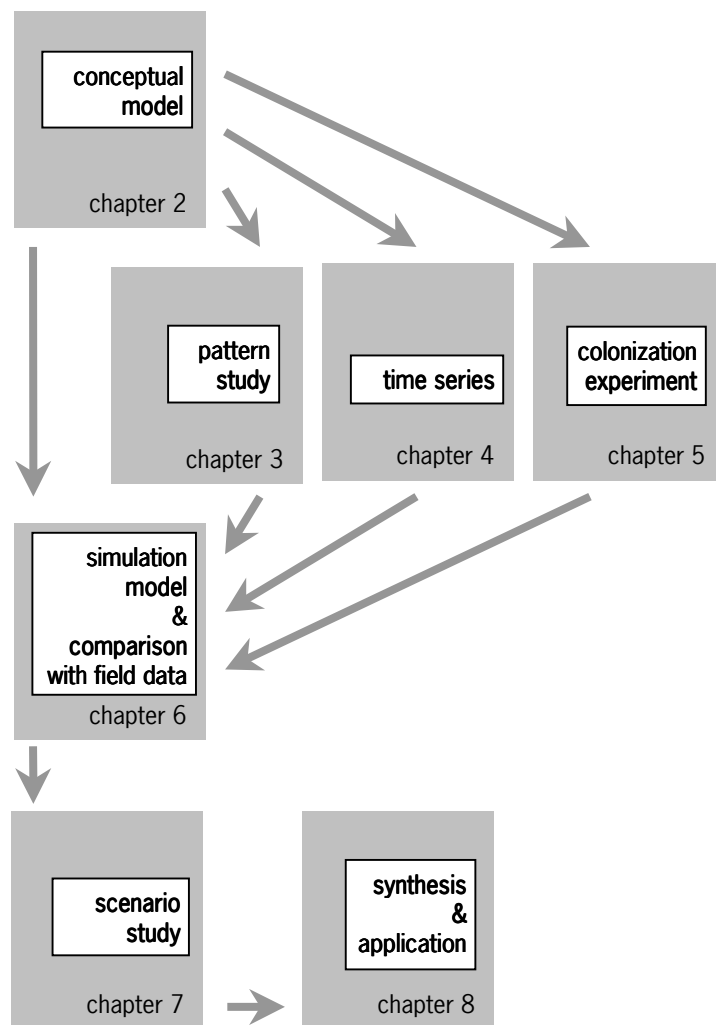 conceptual
model
chapter 2
pattern
study
chapter 3
time series
chapter 4
colonization
experiment
chapter 5
simulation
model
&
comparison
with field data
chapter 6
scenario
study
chapter 7
synthesis
&
application
chapter 8